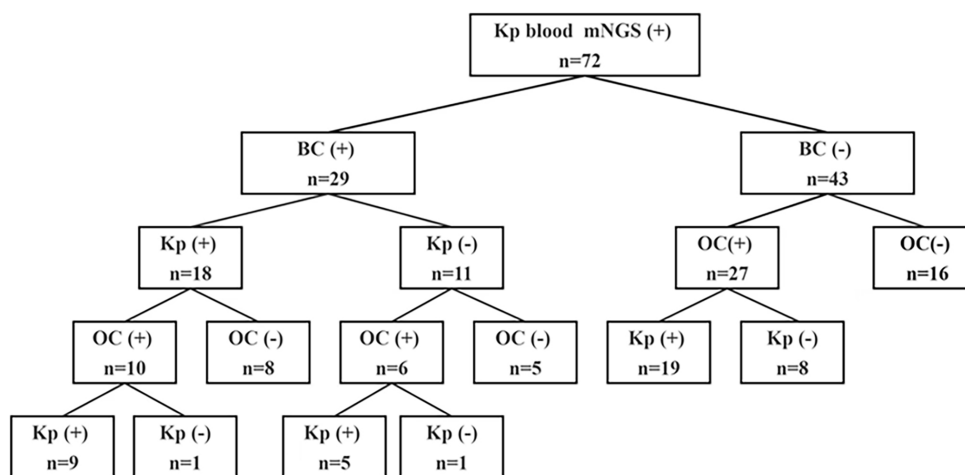 Kp blood mNGS (+)
n=72
BC (+)
n=29
BC (-)
n=43
Kp (+)
n=18
Kp (-)
n=11
OC(+)
n=27
OC(-)
n=16
OC (+)
n=10
OC (-)
n=8
OC (+)
n=6
OC (-)
n=5
Kp (+)
n=19
Kp (-)
n=8
Kp (+)
n=9
Kp (-)
n=1
Kp (+)
n=5
Kp (-)
n=1